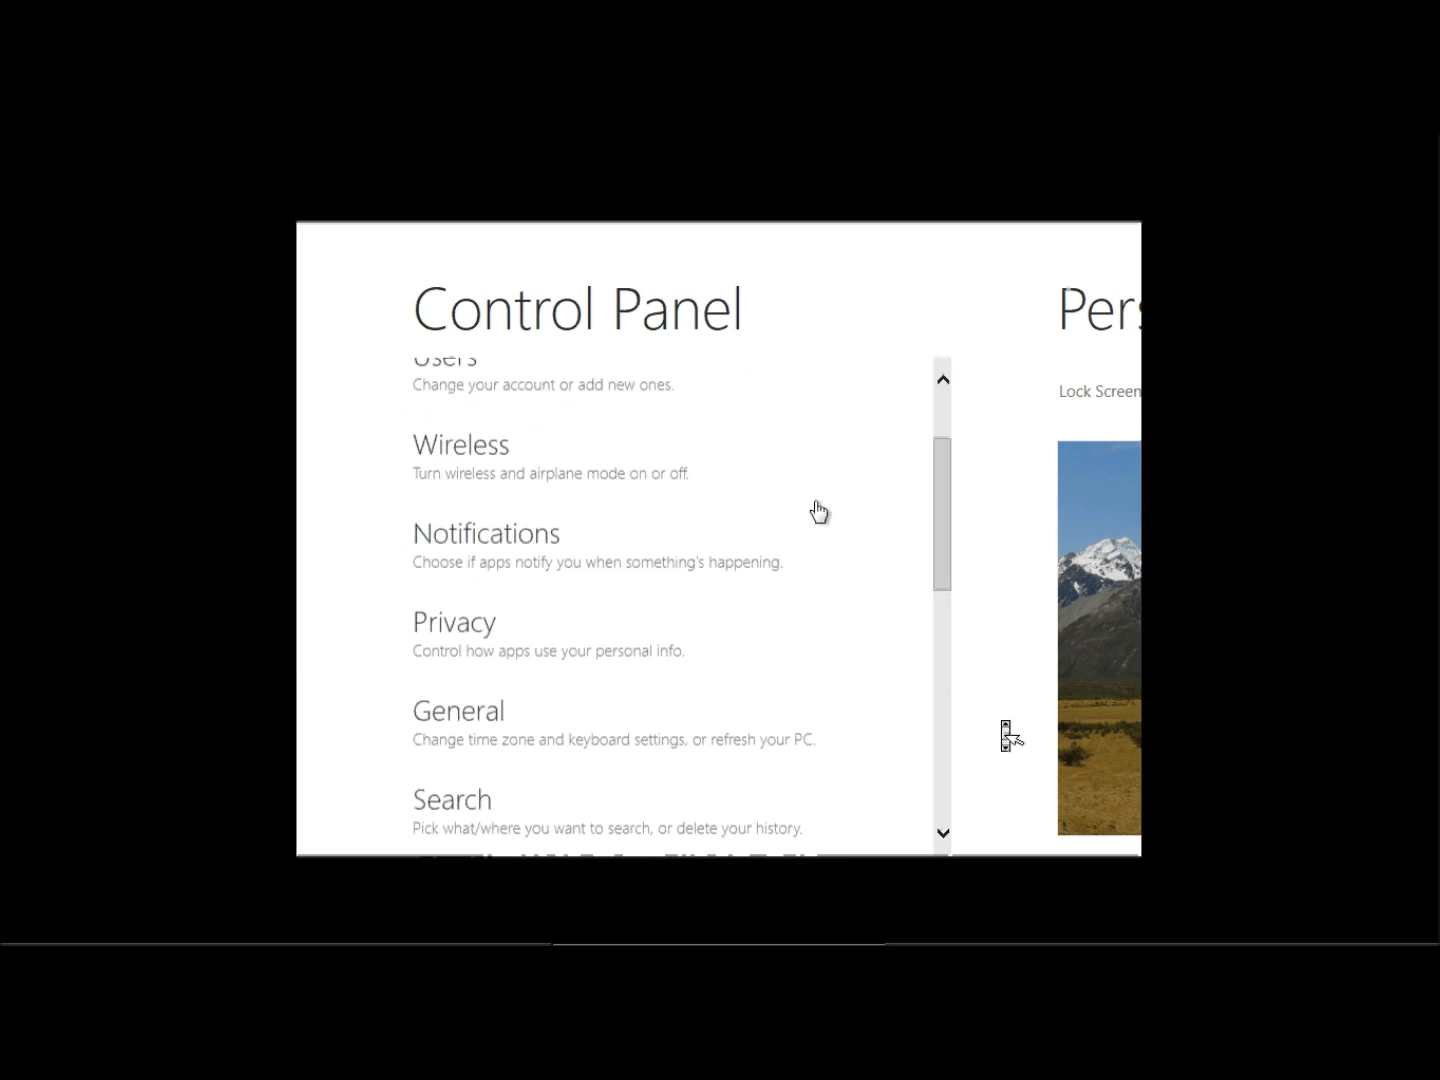 Control Panel
Users
Change your account or add new ones.
Wireless
Turn wireless and airplane mode on or off.
Notifications
Choose if apps notify you when something's happening.
Privacy
Control how apps use your personal info.
General
Change time zone and keyboard settings, or refresh your PC.
Search
Pick what/where you want to search, or delete your history.
Pers
Lock Screen